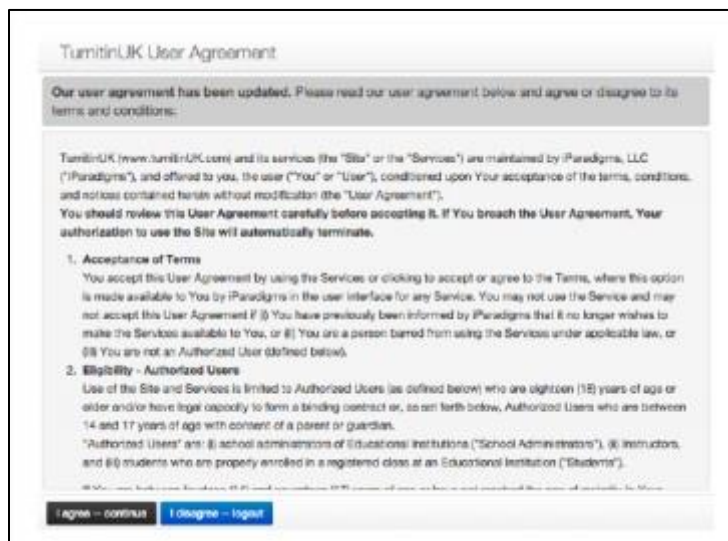 TurnitinUK User Agreement
Our user agreement has been updated. Please read our user agreement below and agree or disagree to its
terms and conditions:
TurnitinUK (www.turnitinUK.com) and its services (the "Site" or the "Services") are maintained by iParadigms, LLC
("iParadigms"), and offered to you, the user ("You" or "User"), conditioned upon Your acceptance of the terms, conditions,
and notices contained herein without modification (the "User Agreement").
You should review this User Agreement carefully before accepting it. If You breach the User Agreement, Your
authorization to use the Site will automatically terminate.
1. Acceptance of Terms
You accept this User Agreement by using the Services or clicking to accept or agree to the Terms, where this option
is made available to You by iParadigms in the user interface for any Service. You may not use the Service and may
not accept this User Agreement if (i) You have previously been informed by iParadigms that it no longer wishes to
make the Services available to You, or (ii) You are a person barred from using the Services under applicable law, or
(iii) You are not an Authorized User (defined below).
2. Eligibility - Authorized Users
Use of the Site and Services is limited to Authorized Users (as defined below) who are eighteen (18) years of age or
older and/or have legal capacity to form a binding contract or, as set forth below, Authorized Users who are between
14 and 17 years of age with consent of a parent or guardian.
"Authorized Users" are: (i) school administrators of Educational Institutions ("School Administrators"), (ii) instructors,
and (iii) students who are properly enrolled in a registered class at an Educational Institution ("Students").
I agree -- continue
I disagree -- logout